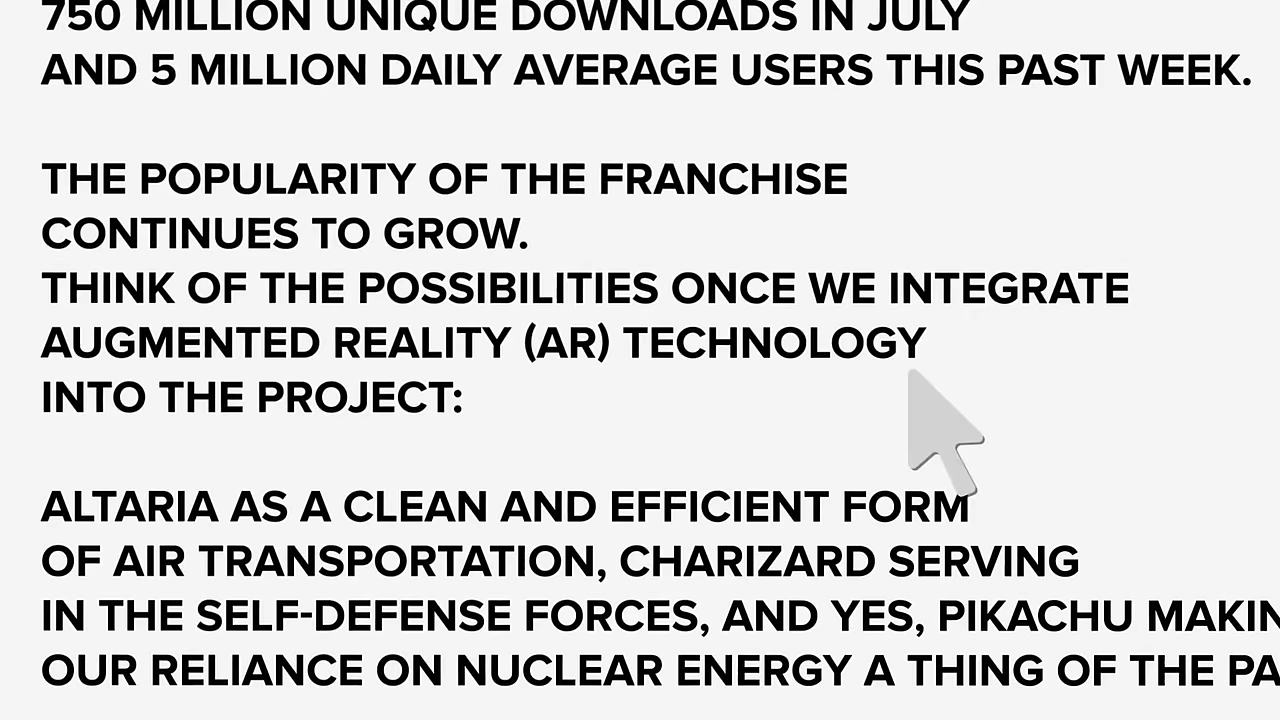 750 MILLION UNIQUE DOWNLOADS IN JULY
AND 5 MILLION DAILY AVERAGE USERS THIS PAST WEEK.
THE POPULARITY OF THE FRANCHISE
CONTINUES TO GROW.
THINK OF THE POSSIBILITIES ONCE WE INTEGRATE
AUGMENTED REALITY (AR) TECHNOLOGY
INTO THE PROJECT:
ALTARIA AS A CLEAN AND EFFICIENT FORM
OF AIR TRANSPORTATION, CHARIZARD SERVING
IN THE SELF-DEFENSE FORCES, AND YES, PIKACHU
OUR RELIANCE ON NUCLEAR ENERGY A THING OF THE